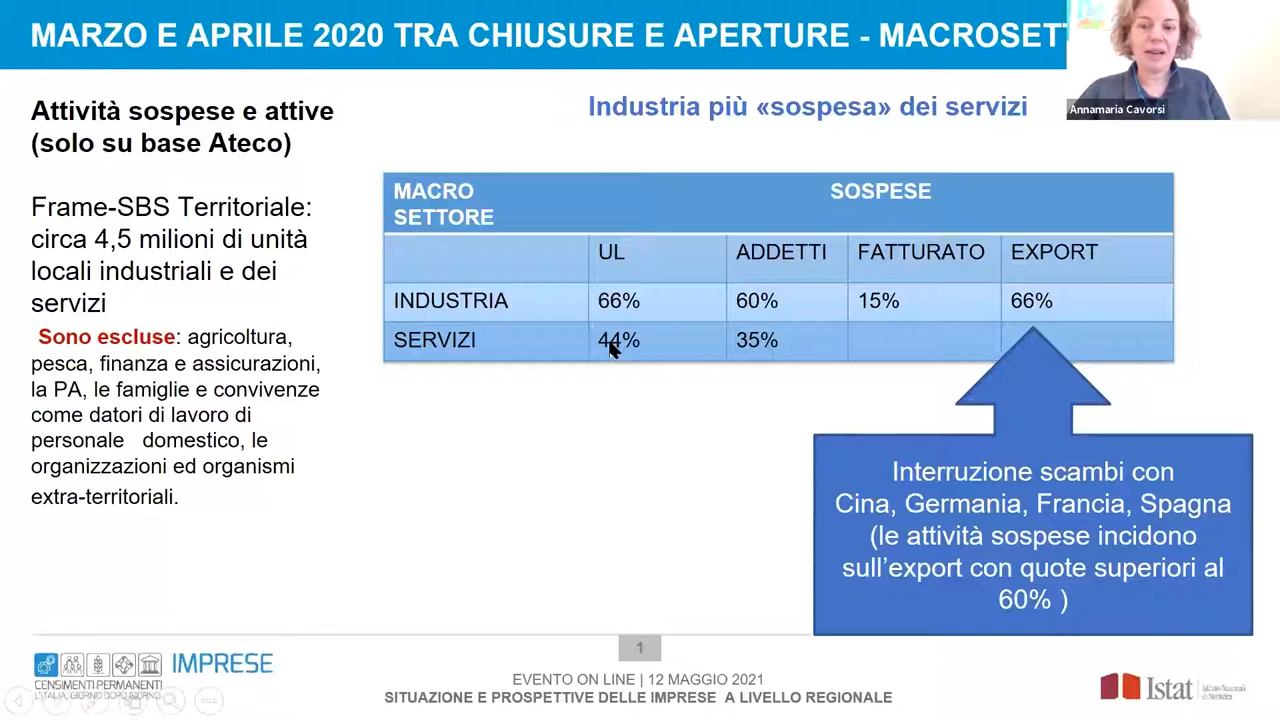 MARZO E APRILE 2020 TRA CHIUSURE E APERTURE - MACROSETT
Annamaria Cavorsi
Attività sospese e attive
(solo su base Ateco)
Industria più «sospesa» dei servizi
Frame-SBS Territoriale:
circa 4,5 milioni di unità
locali industriali e dei
servizi
Sono escluse: agricoltura,
pesca, finanza e assicurazioni,
la PA, le famiglie e convivenze
come datori di lavoro di
personale domestico, le
organizzazioni ed organismi
extra-territoriali.
MACRO SOSPESE
SETTORE
UL ADDETTI FATTURATO EXPORT
INDUSTRIA 66% 60% 15% 66%
SERVIZI 44% 35%
Interruzione scambi con
Cina, Germania, Francia, Spagna
(le attività sospese incidono
sull'export con quote superiori al
60% )
1
IMPRESE
CENSIMENTI PERMANENTI
L'ITALIA, GIORNO DOPO GIORNO
EVENTO ON LINE | 12 MAGGIO 2021
SITUAZIONE E PROSPETTIVE DELLE IMPRESE A LIVELLO REGIONALE
Istat